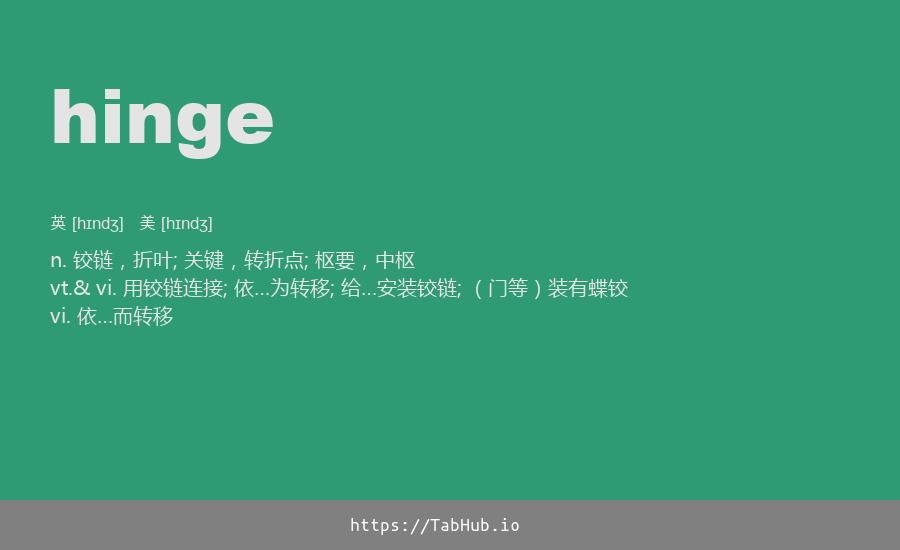 hinge
英 [hɪndʒ] 美 [hɪndʒ]
n. 铰链，折叶; 关键，转折点; 枢要，中枢
vt.& vi. 用铰链连接; 依…为转移; 给…安装铰链; （门等）装有蝶铰
vi. 依…而转移
https://TabHub.io